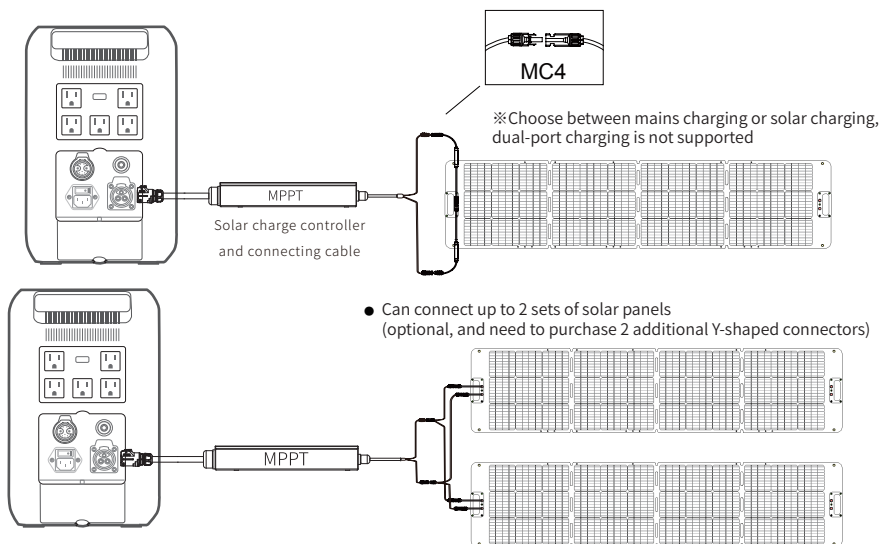 MC4
※Choose between mains charging or solar charging,
dual-port charging is not supported
MPPT
Solar charge controller
and connecting cable
● Can connect up to 2 sets of solar panels
(optional, and need to purchase 2 additional Y-shaped connectors)
MPPT